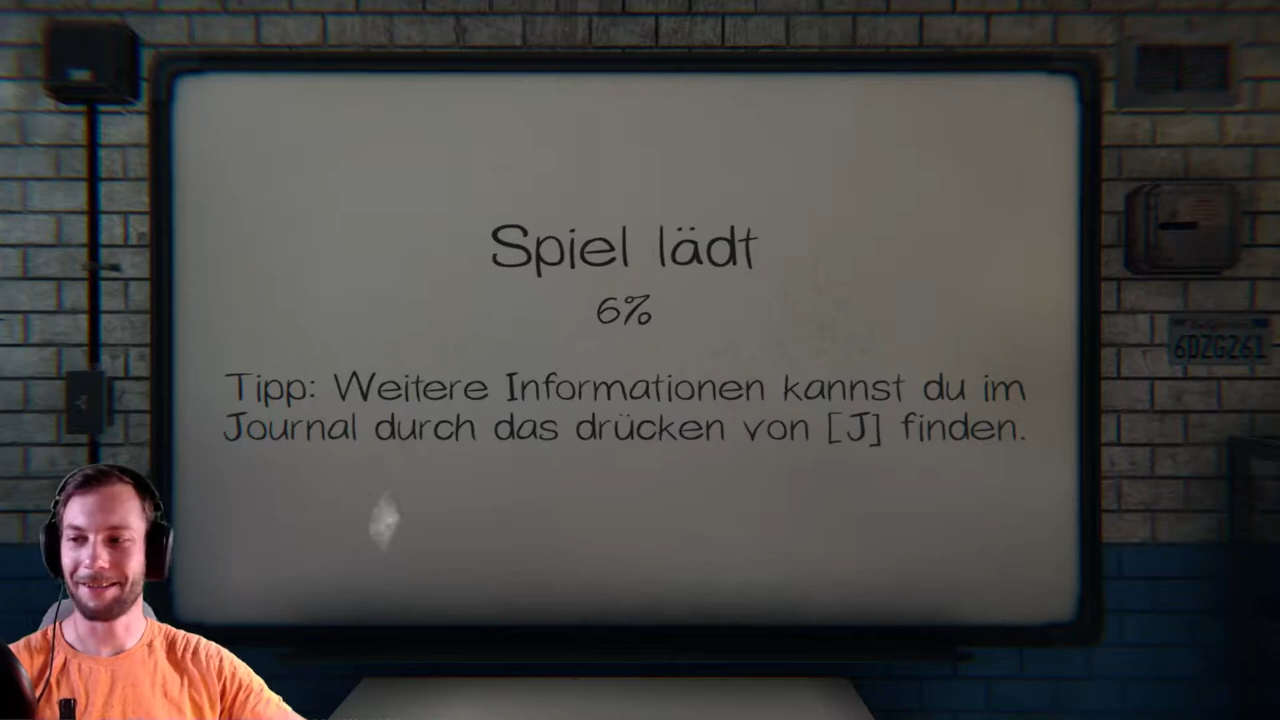 Spiel lädt
6%
Tipp: Weitere Informationen kannst du im
Journal durch das drücken von [J] finden.
6DZG261